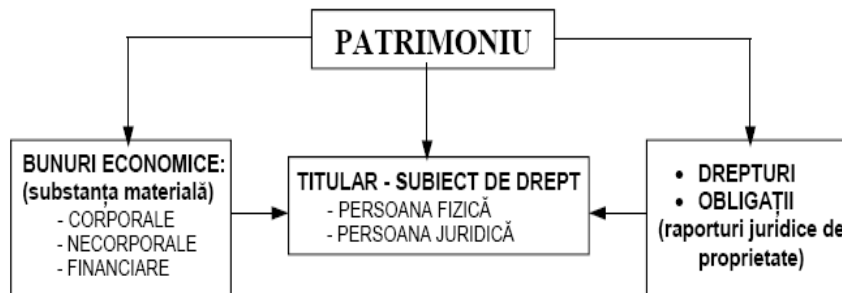 PATRIMONIU
BUNURI ECONOMICE:
(substanța materială)
- CORPORALE
- NECORPORALE
- FINANCIARE
TITULAR - SUBIECT DE DREPT
- PERSOANA FIZICĂ
- PERSOANA JURIDICĂ
• DREPTURI
• OBLIGAȚII
(raporturi juridice de
proprietate)